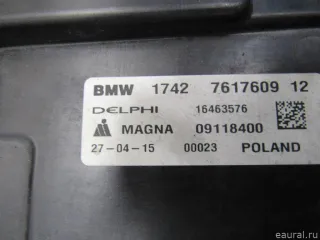 BMW 1742 7617609 12
DELPHI 16463576
MAGNA 09118400
27-04-15 00023 POLAND
© eaural.ru